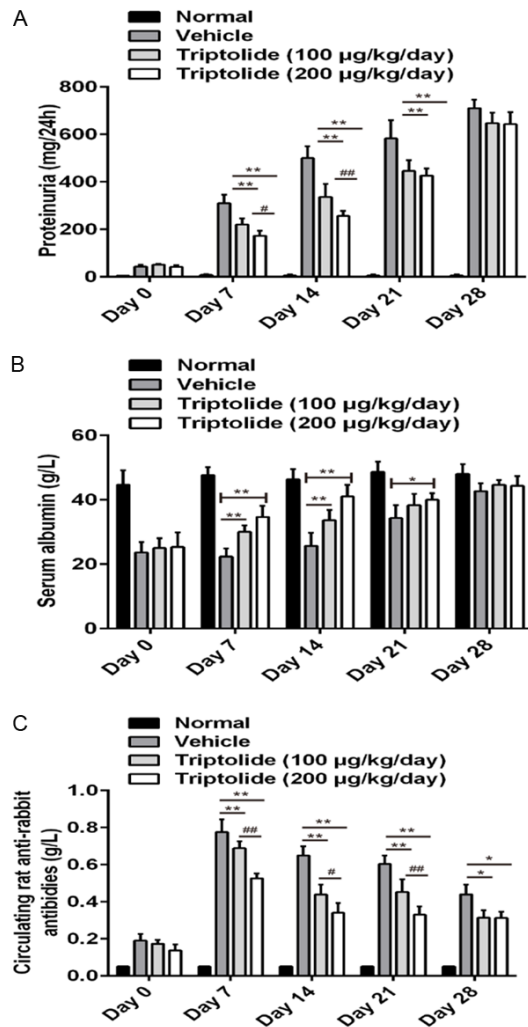 A
Normal
Vehicle
Triptolide (100 µg/kg/day)
Triptolide (200 µg/kg/day)
Proteinuria (mg/24h)
800
600
400
200
0
** ** #
** ** ##
** **
Day 0 Day 7 Day 14 Day 21 Day 28
B
Normal
Vehicle
Triptolide (100 µg/kg/day)
Triptolide (200 µg/kg/day)
Serum albumin (g/L)
60
40
20
0
** **
** **
*
Day 0 Day 7 Day 14 Day 21 Day 28
C
Normal
Vehicle
Triptolide (100 µg/kg/day)
Triptolide (200 µg/kg/day)
Circulating rat anti-rabbit
antibidies (g/L)
1.0
0.8
0.6
0.4
0.2
0.0
** ** ##
** ** #
** ** ##
* *
Day 0 Day 7 Day 14 Day 21 Day 28